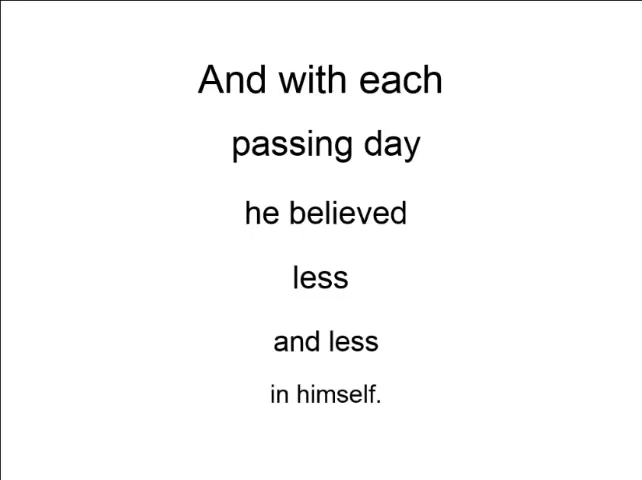 And with each
passing day
he believed
less
and less
in himself.